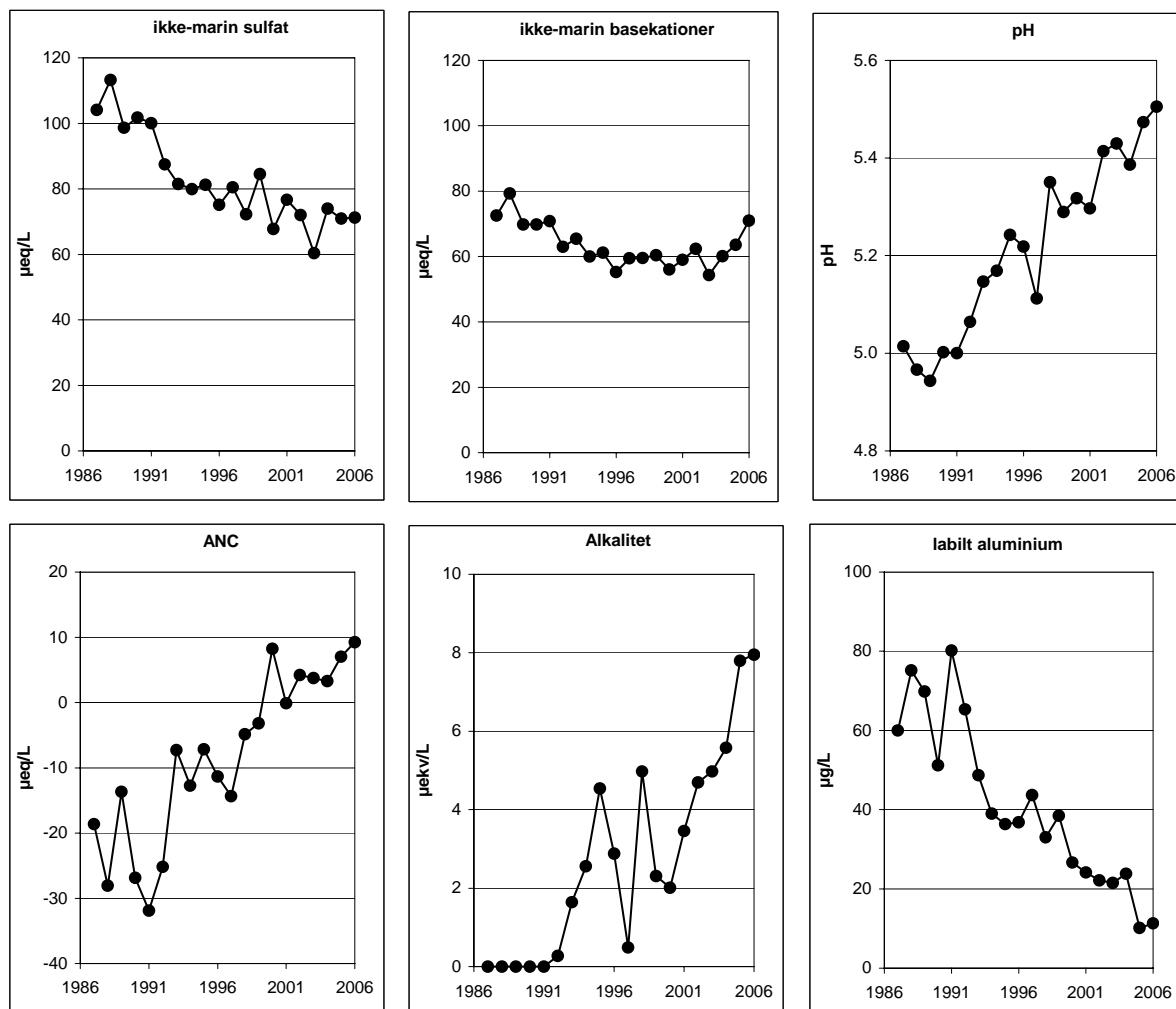 ikke-marin sulfat
120
100
80
60
40
20
0
µeq/L
1986 1991 1996 2001 2006
ikke-marin basekationer
120
100
80
60
40
20
0
µeq/L
1986 1991 1996 2001 2006
pH
5.6
5.4
5.2
5.0
4.8
pH
1986 1991 1996 2001 2006
ANC
20
10
0
-10
-20
-30
-40
µeq/L
1986 1991 1996 2001 2006
Alkalitet
10
8
6
4
2
0
µekv/L
1986 1991 1996 2001 2006
labilt aluminium
100
80
60
40
20
0
µg/L
1986 1991 1996 2001 2006